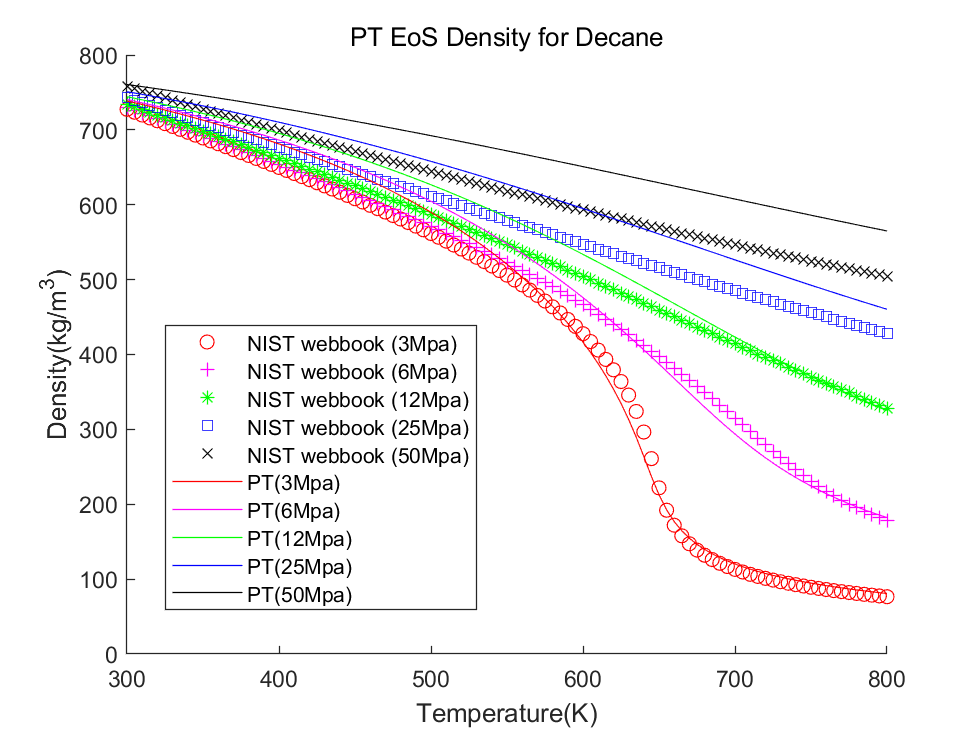 PT EoS Density for Decane
800
700
600
500
400
300
200
100
0
Density(kg/m³)
NIST webbook (3Mpa)
NIST webbook (6Mpa)
NIST webbook (12Mpa)
NIST webbook (25Mpa)
NIST webbook (50Mpa)
PT(3Mpa)
PT(6Mpa)
PT(12Mpa)
PT(25Mpa)
PT(50Mpa)
300 400 500 600 700 800
Temperature(K)